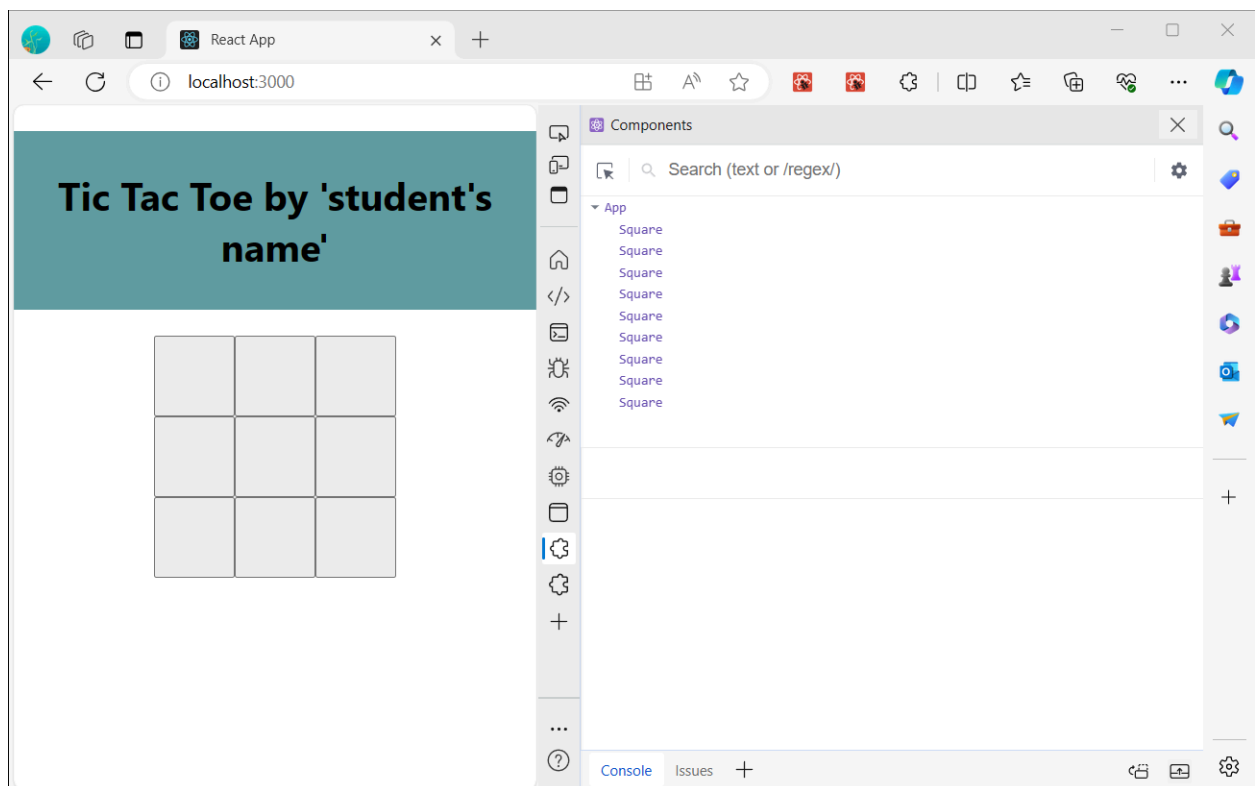 React App
localhost:3000
Tic Tac Toe by 'student's
name'
Components
Search (text or /regex/)
App
Square
Square
Square
Square
Square
Square
Square
Square
Square
Console Issues